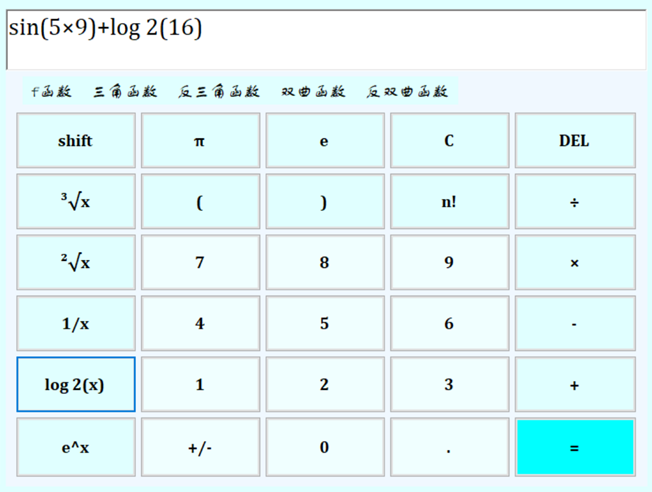 sin(5×9)+log 2(16)
f函数 三角函数 反三角函数 双曲函数 反双曲函数
shift π e C DEL
³√x ( ) n! ÷
²√x 7 8 9 ×
1/x 4 5 6 -
log 2(x) 1 2 3 +
e^x +/- 0 . =